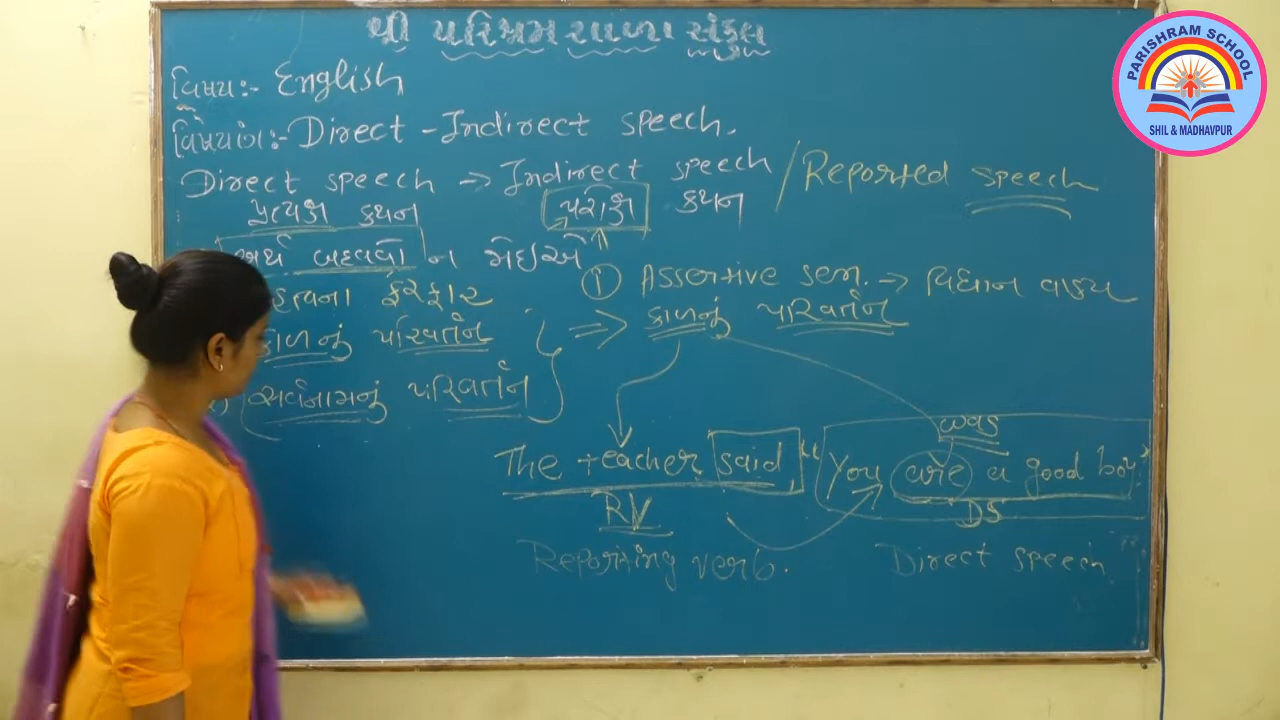 શ્રી પરિશ્રમ શાળા સંકુલ
વિષય:- English
વિષયાંગ:- Direct - Indirect speech.
Direct speech → Indirect speech / Reported speech
પ્રત્યક્ષ કથન પરોક્ષ કથન
અર્થ બદલવો ન જોઈએ
ફેરફાર
કાળનું પરિવર્તન
સર્વનામનું પરિવર્તન
① Assertive sen. → વિધાન વાક્ય
⇒ કાળનું પરિવર્તન
was
The teacher said "You are a good boy."
RV DS
Reporting verb. Direct speech
PARISHRAM SCHOOL
SHIL & MADHAVPUR